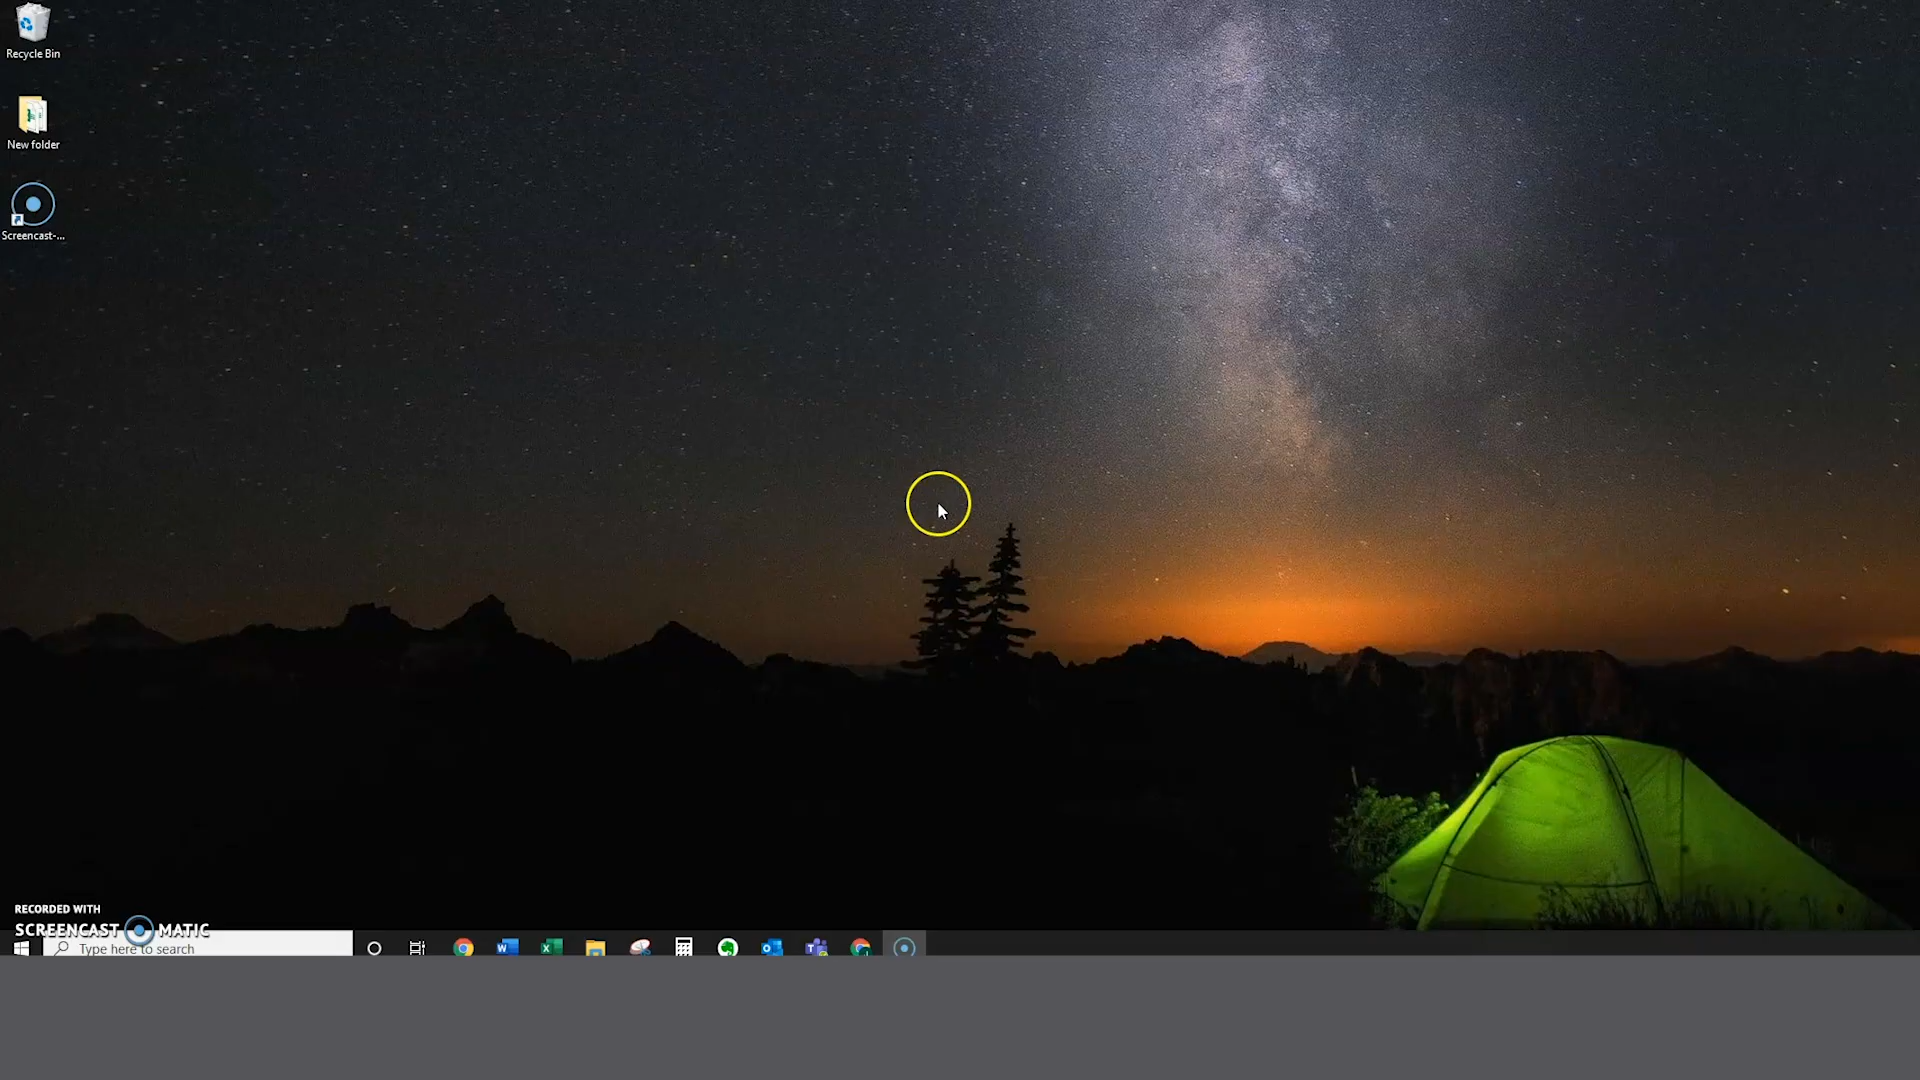 Recycle Bin
New folder
Screencast-...
RECORDED WITH
SCREENCAST MATIC
Type here to search